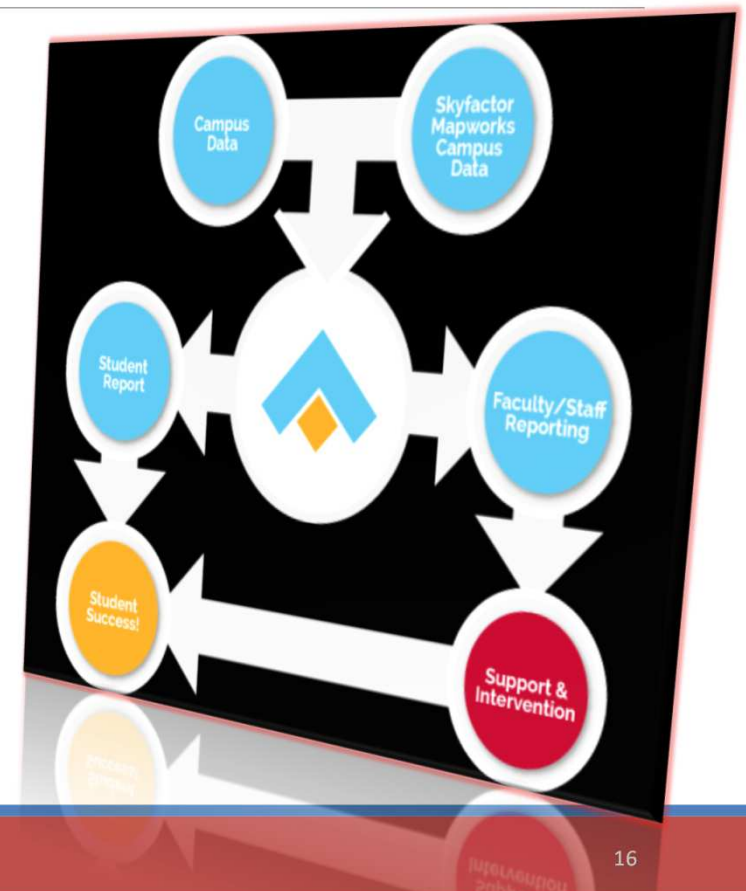 Campus
Data
Skyfactor
Mapworks
Campus
Data
Student
Report
Faculty/Staff
Reporting
Student
Success!
Support &
Intervention
16